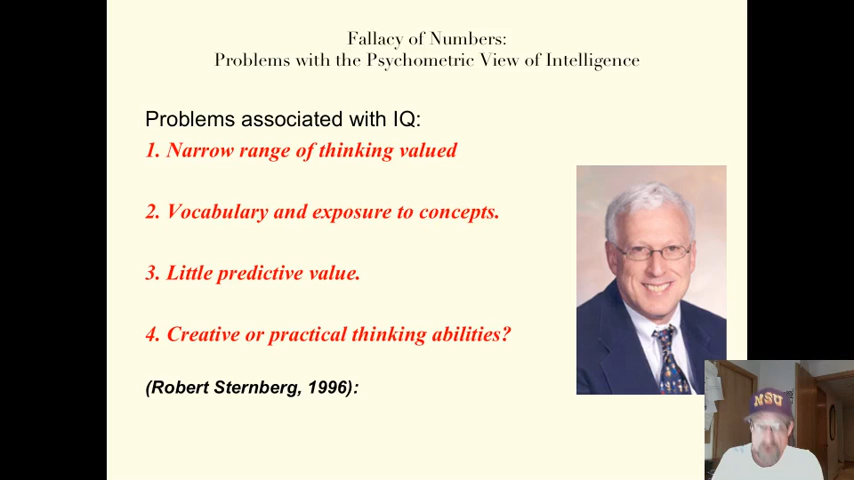 Fallacy of Numbers:
Problems with the Psychometric View of Intelligence
Problems associated with IQ:
1. Narrow range of thinking valued
2. Vocabulary and exposure to concepts.
3. Little predictive value.
4. Creative or practical thinking abilities?
(Robert Sternberg, 1996):
NSU